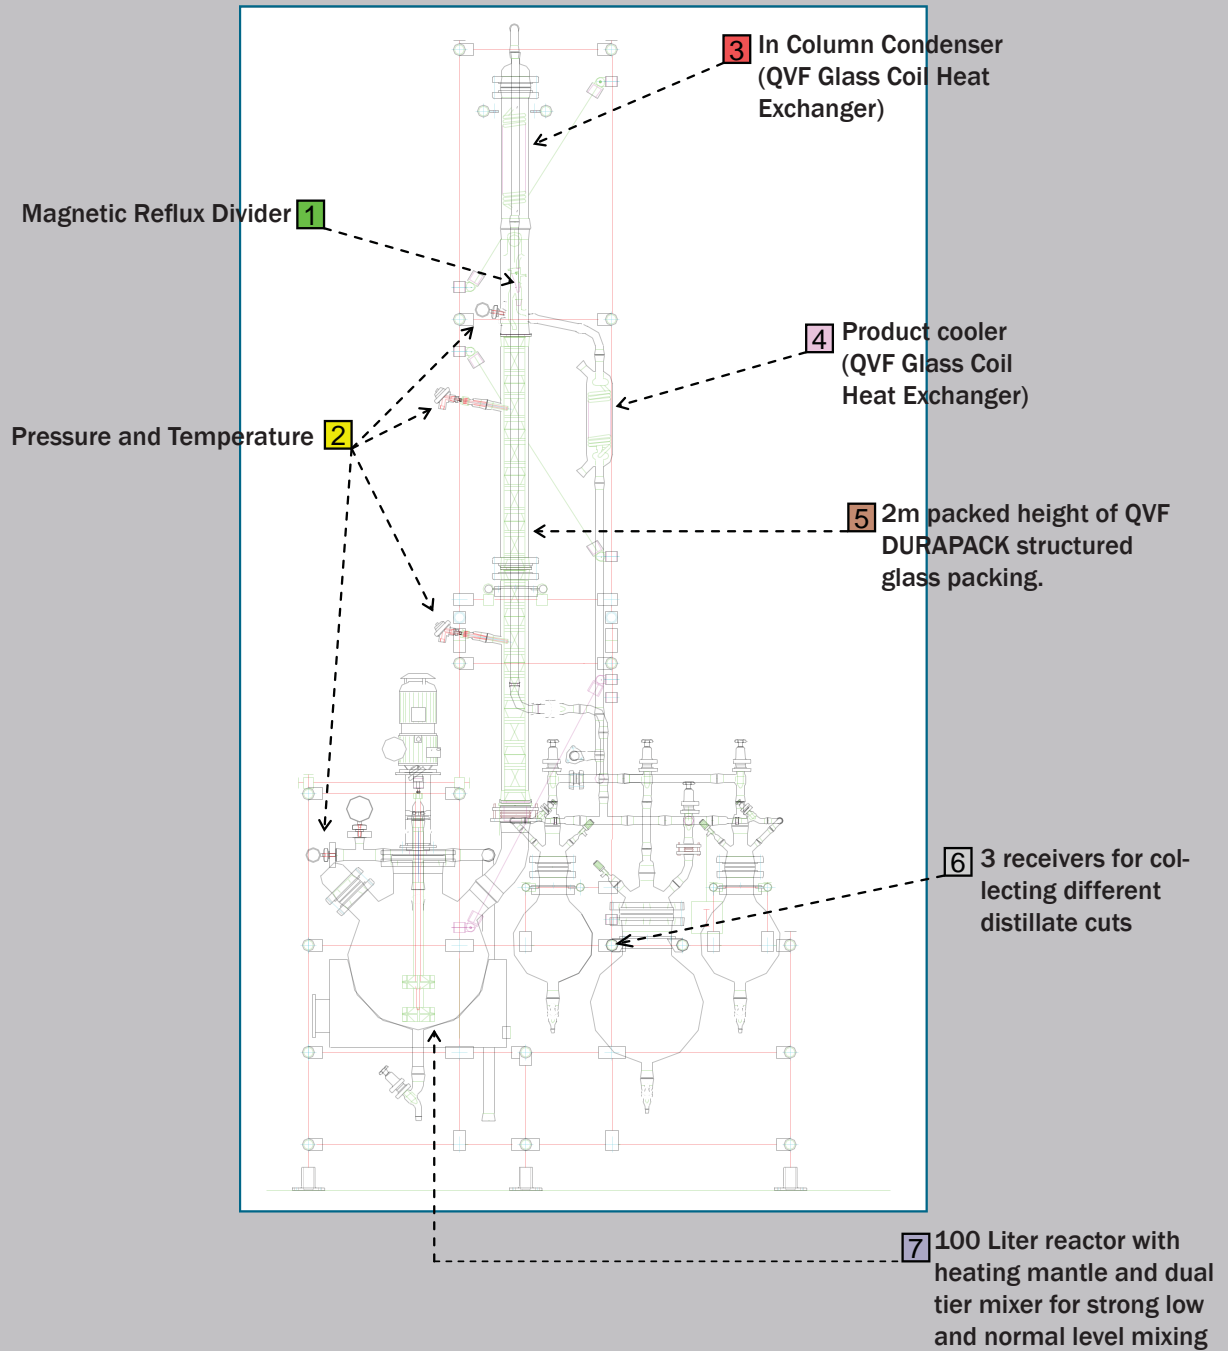 3 In Column Condenser
(QVF Glass Coil Heat
Exchanger)
Magnetic Reflux Divider 1
4 Product cooler
(QVF Glass Coil
Heat Exchanger)
Pressure and Temperature 2
5 2m packed height of QVF
DURAPACK structured
glass packing.
6 3 receivers for col-
lecting different
distillate cuts
7 100 Liter reactor with
heating mantle and dual
tier mixer for strong low
and normal level mixing